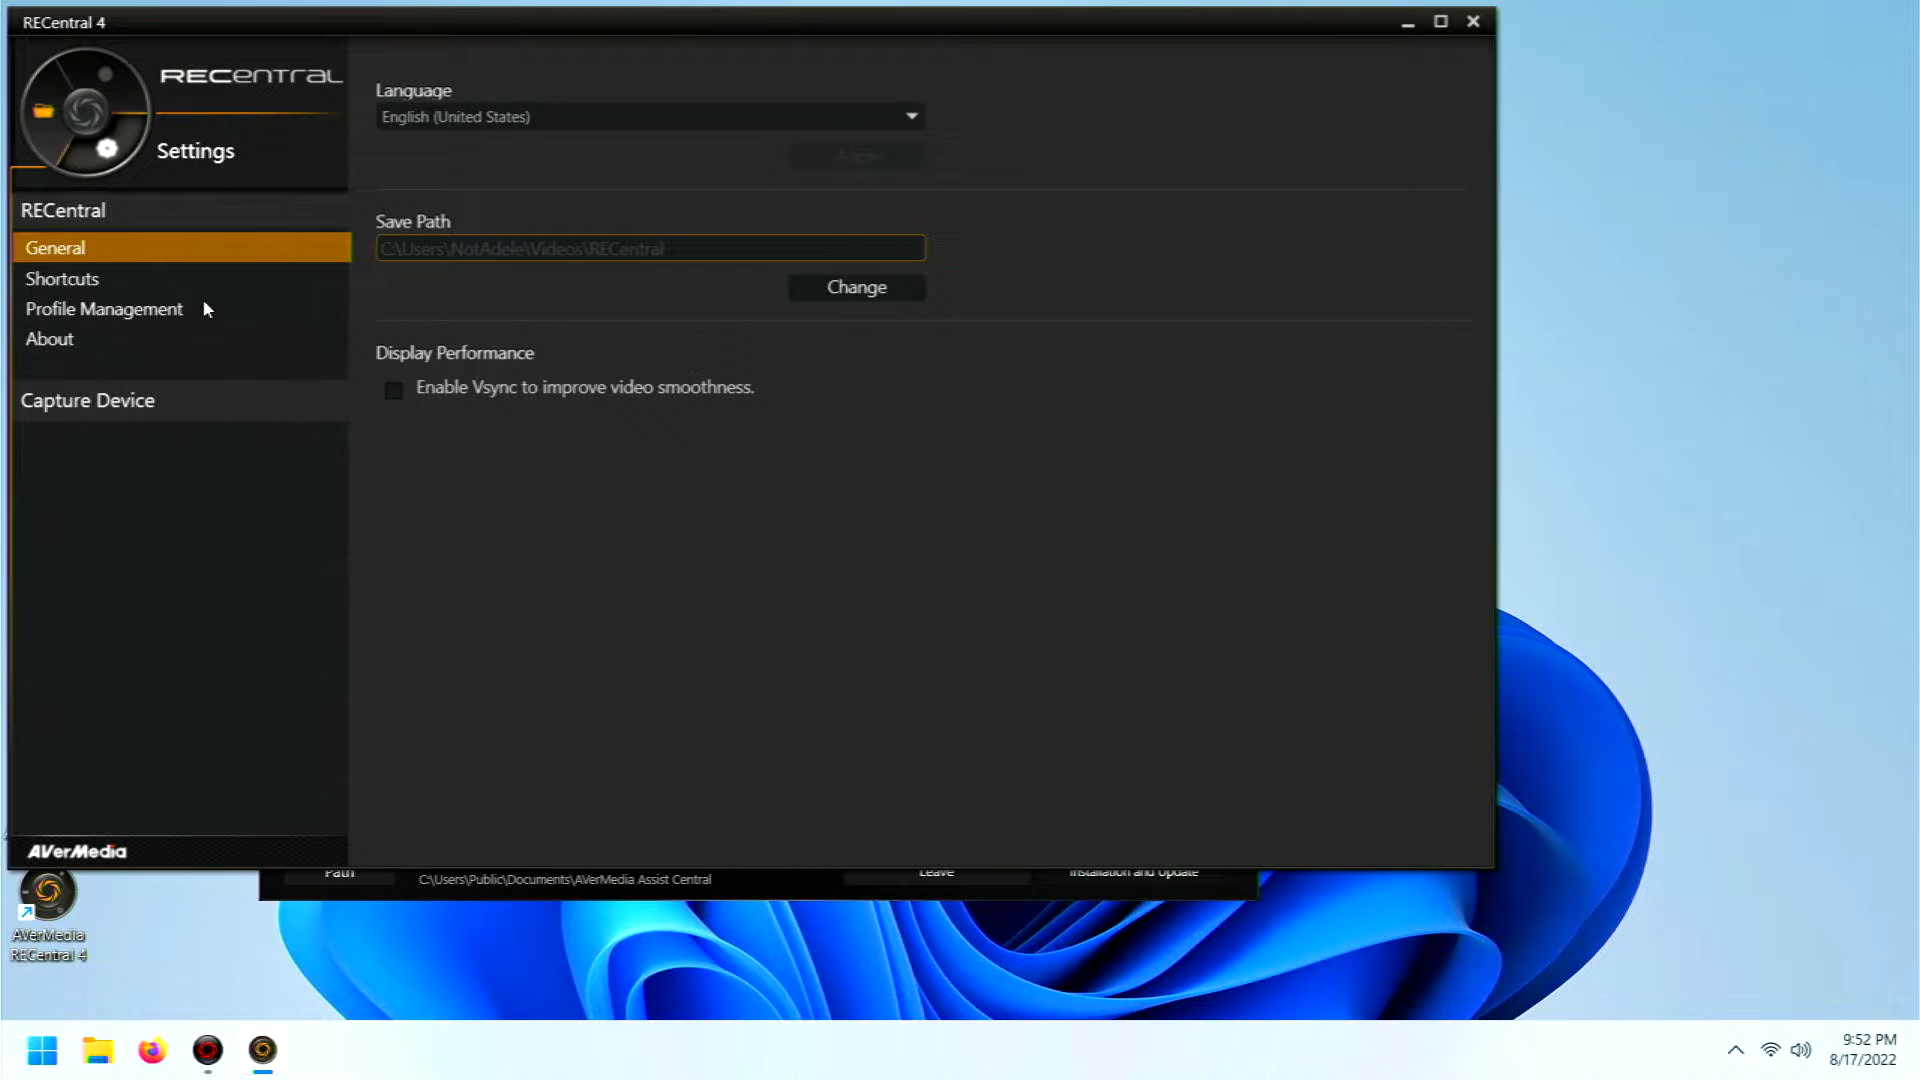 RECentral 4
RECentral
Settings
RECentral
General
Shortcuts
Profile Management
About
Capture Device
AVerMedia
Language
English (United States)
Save Path
C:\Users\NotAdele\Videos\RECentral
Change
Display Performance
Enable Vsync to improve video smoothness.
Path
C:\Users\Public\Documents\AVerMedia Assist Central
Leave
Installation and Update
AVerMedia
RECentral 4
9:52 PM
8/17/2022